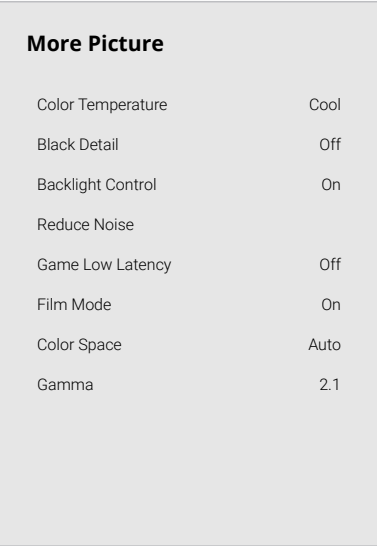 More Picture
Color Temperature Cool
Black Detail Off
Backlight Control On
Reduce Noise
Game Low Latency Off
Film Mode On
Color Space Auto
Gamma 2.1